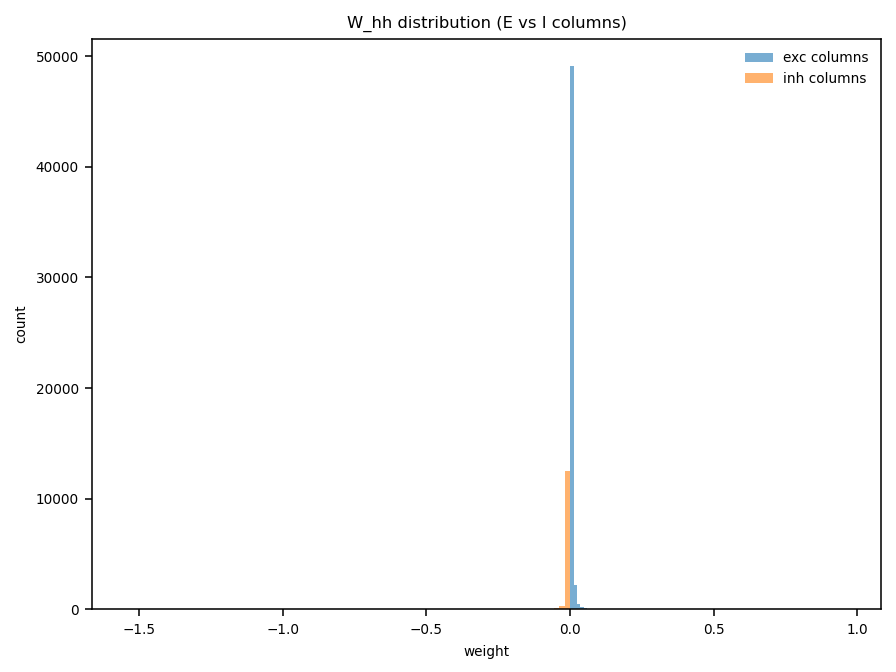 W_hh distribution (E vs I columns)
exc columns
inh columns
count
50000
40000
30000
20000
10000
0
−1.5 −1.0 −0.5 0.0 0.5 1.0
weight